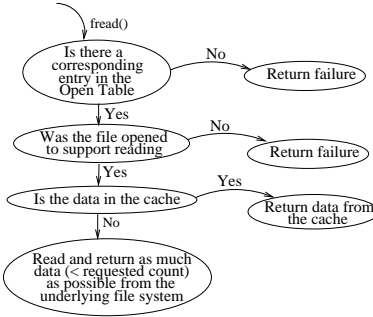 fread()
Is there a
corresponding
entry in the
Open Table
No
Return failure
Yes
Was the file opened
to support reading
No
Return failure
Yes
Is the data in the cache
Yes
Return data from
the cache
No
Read and return as much
data (< requested count)
as possible from the
underlying file system